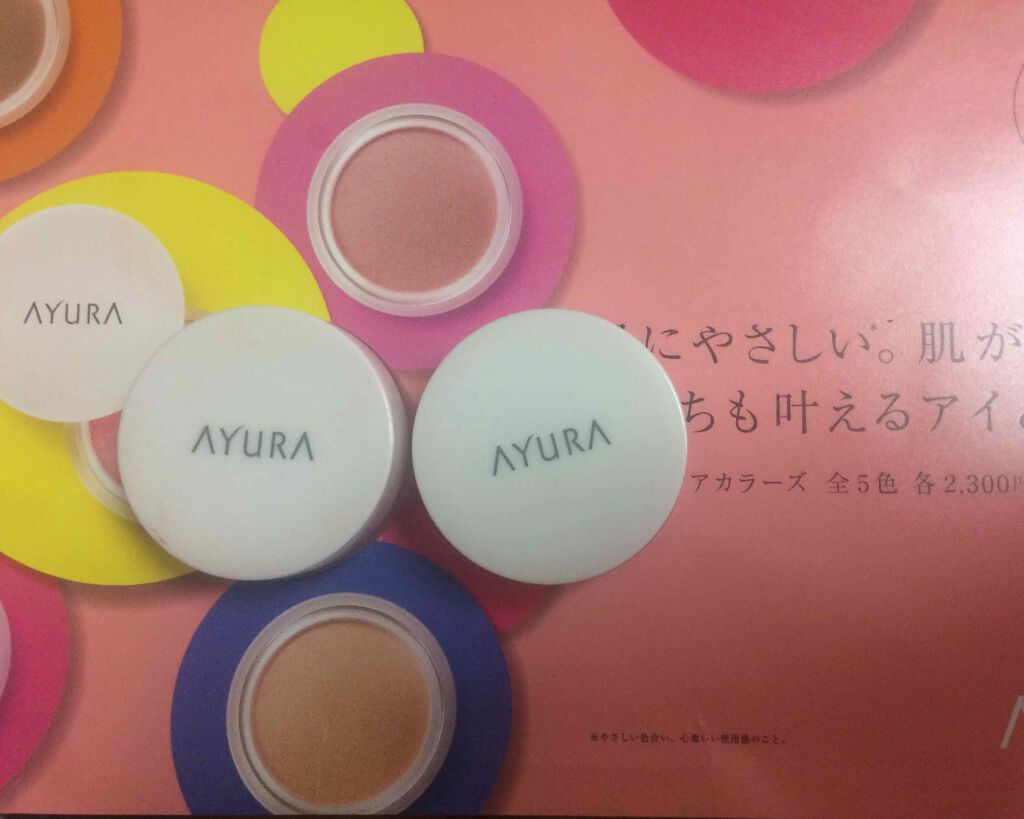 AYURA
AYURA
AYURA
にやさしい。肌が
ちも叶えるアイ
アカラーズ 全5色 各2,300円
※やさしい色合い、心地いい使用感のこと。